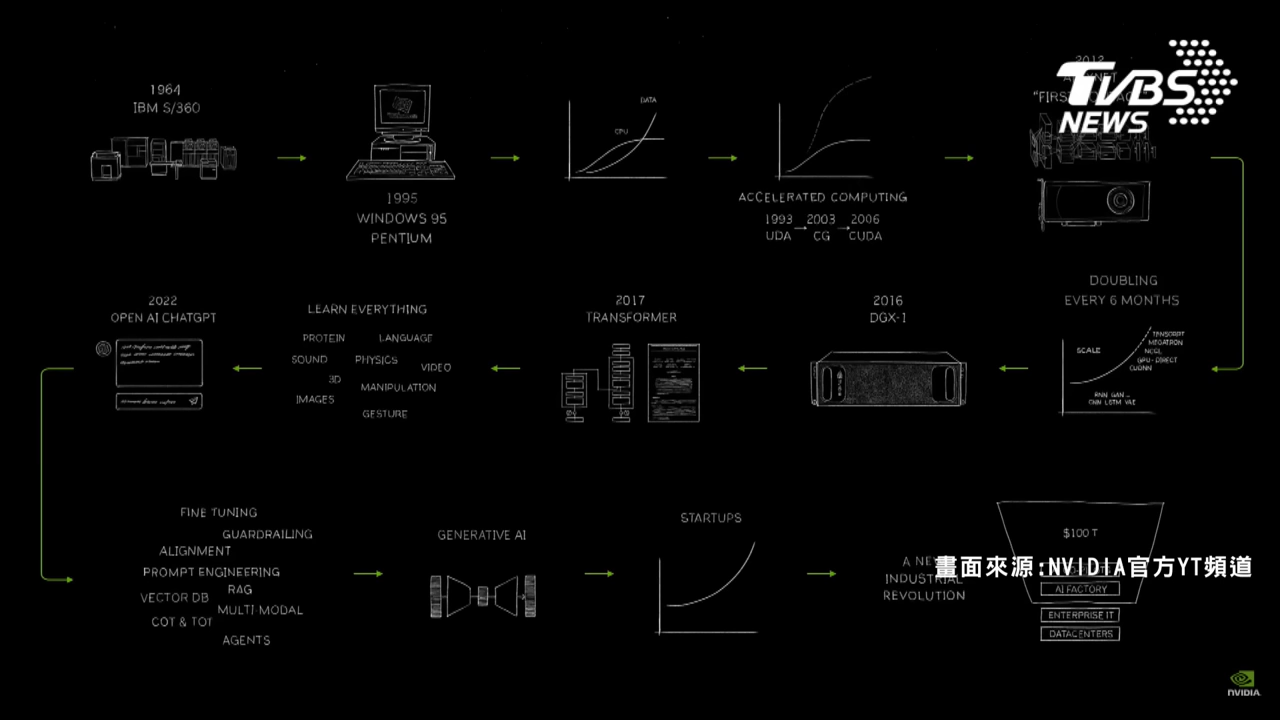 1964
IBM S/360
1995
WINDOWS 95
PENTIUM
DATA
CPU
ACCELERATED COMPUTING
1993 2003 2006
UDA CG CUDA
2012
"FIRST
TVBS
NEWS
DOUBLING
EVERY 6 MONTHS
SCALE
MEGATRON
NCCL
GPU-DIRECT
CUDNN
RNN GAN
CNN LSTM VAE
2016
DGX-1
2017
TRANSFORMER
LEARN EVERYTHING
PROTEIN LANGUAGE
SOUND PHYSICS
VIDEO
3D
MANIPULATION
IMAGES
GESTURE
2022
OPEN AI CHATGPT
FINE TUNING
GUARDRAILING
ALIGNMENT
PROMPT ENGINEERING
RAG
VECTOR DB
MULTI-MODAL
COT & TOT
AGENTS
GENERATIVE AI
STARTUPS
A NEW
INDUSTRIAL
REVOLUTION
$100 T
畫面來源:NVIDIA官方YT頻道
AI FACTORY
ENTERPRISE IT
DATACENTERS
NVIDIA